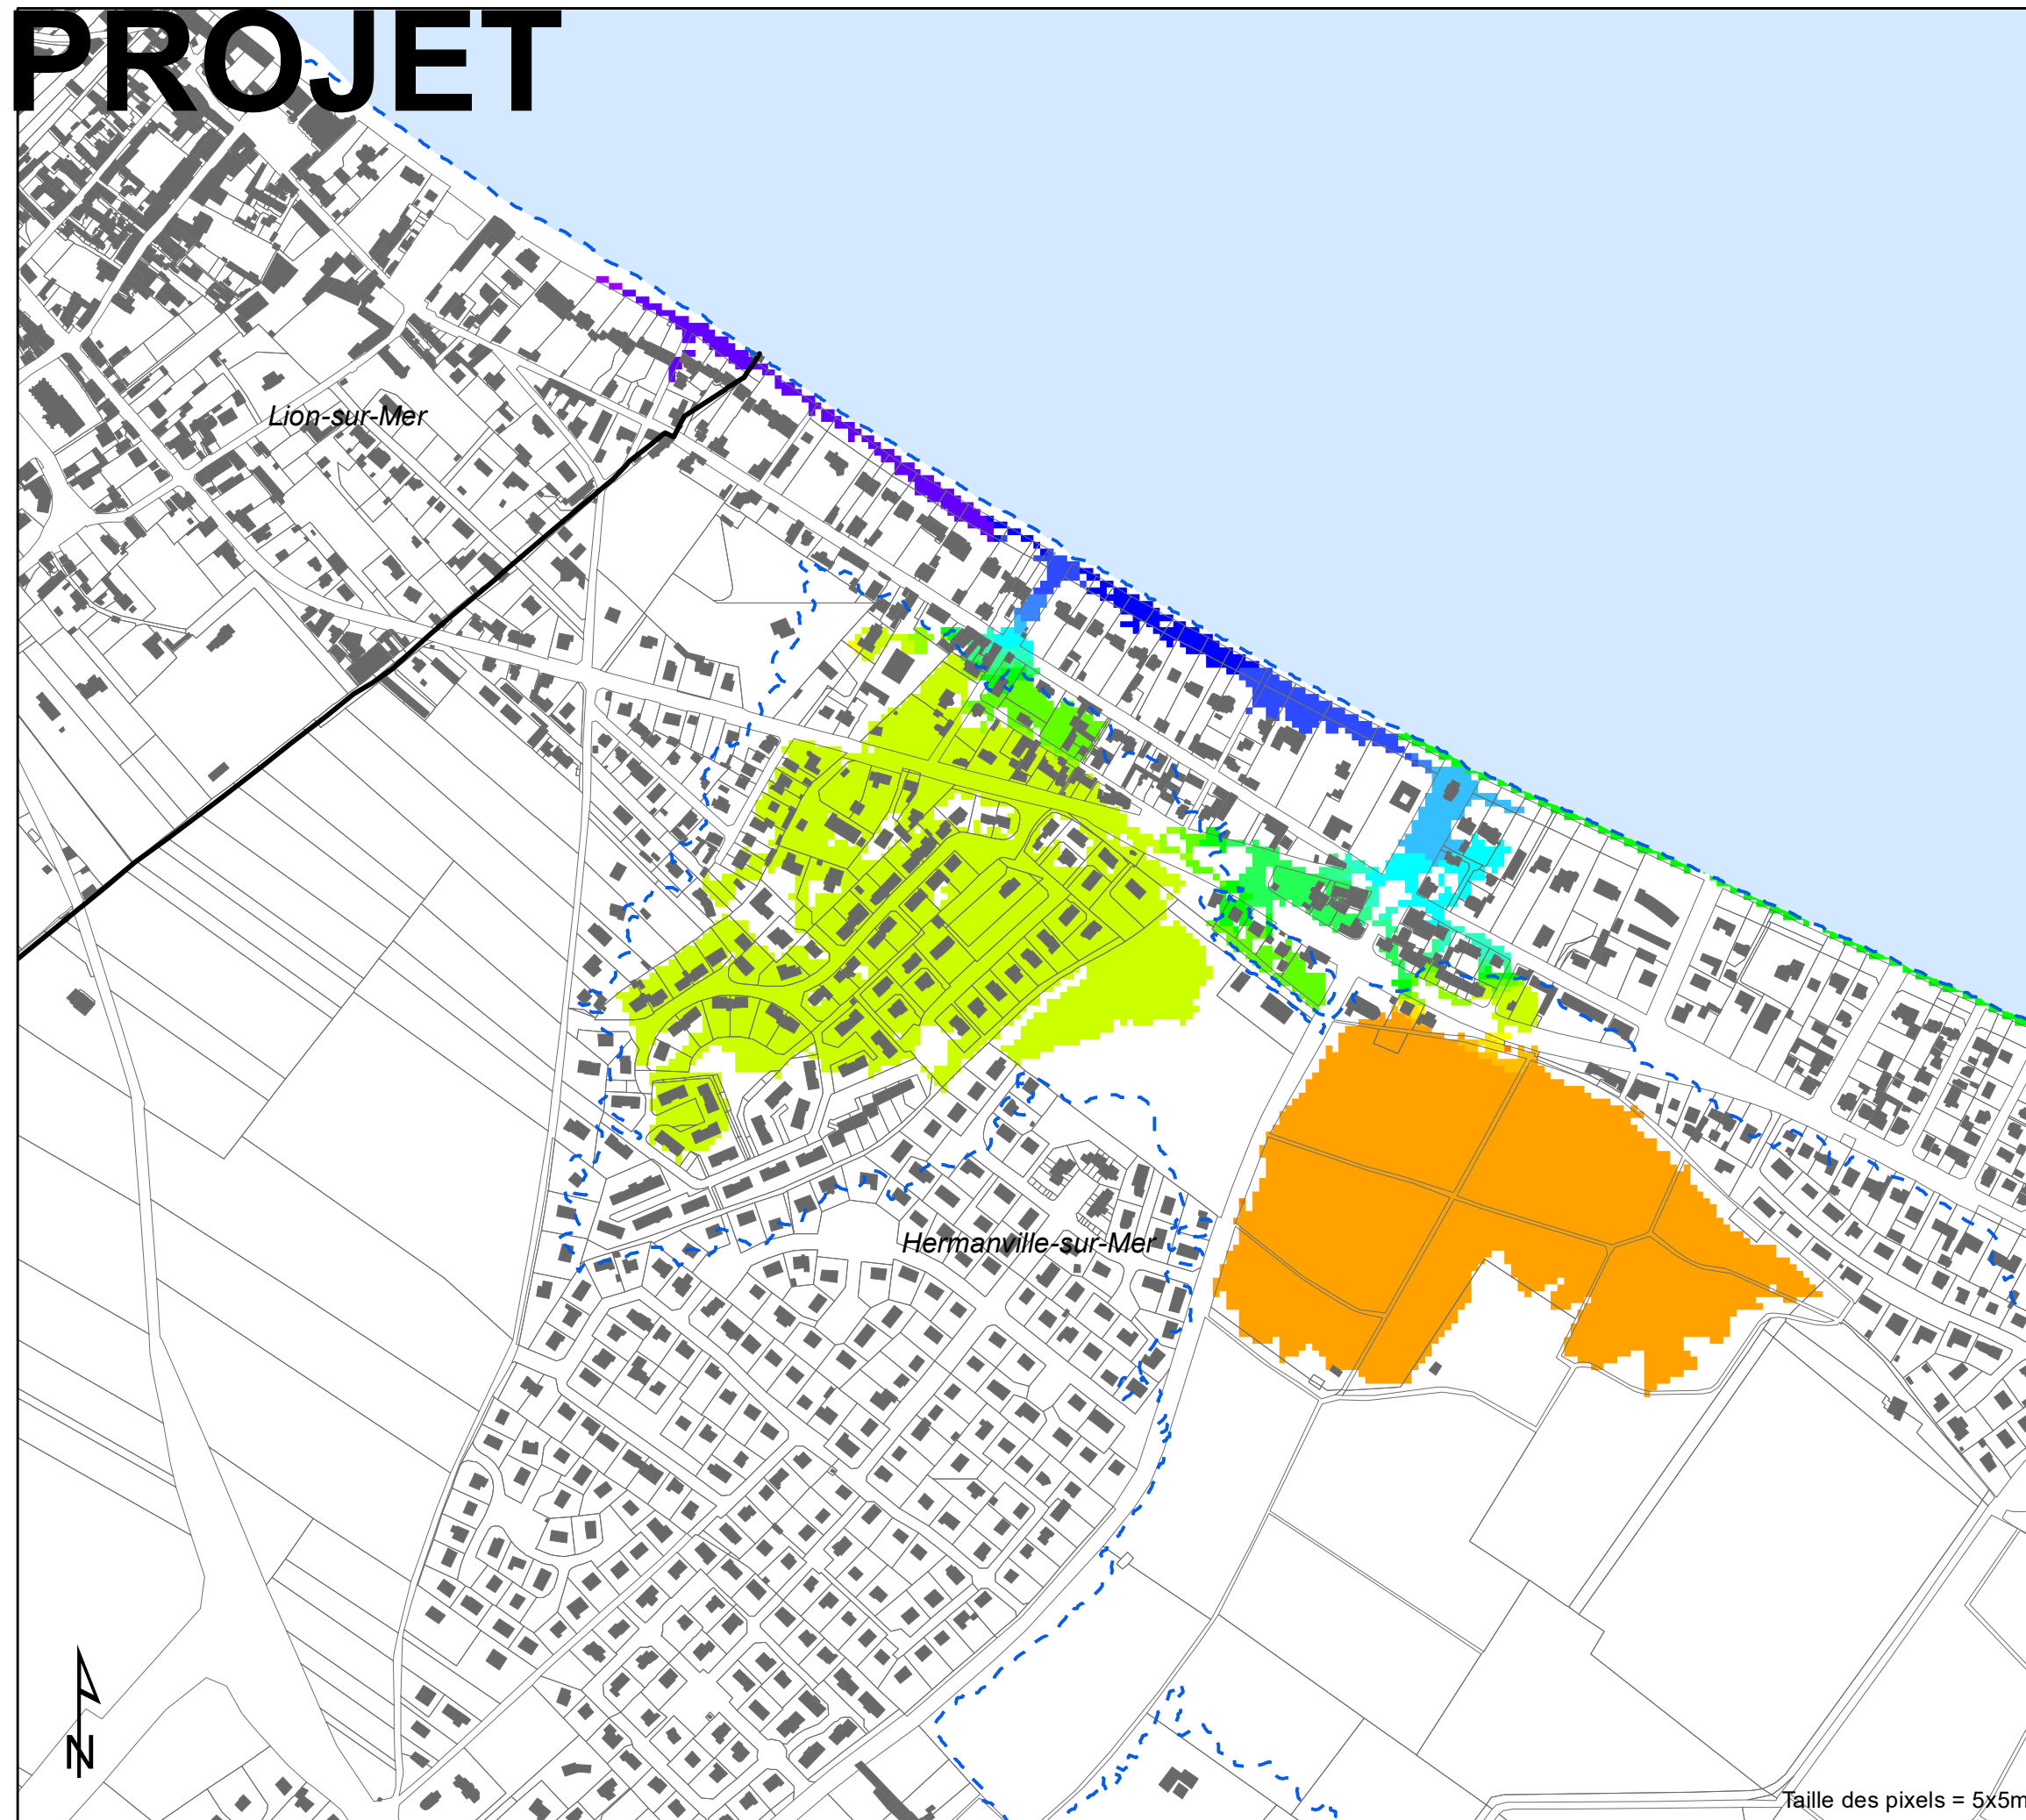 PROJET
Lion-sur-Mer
Hermanville-sur-Mer
N
Taille des pixels = 5x5m